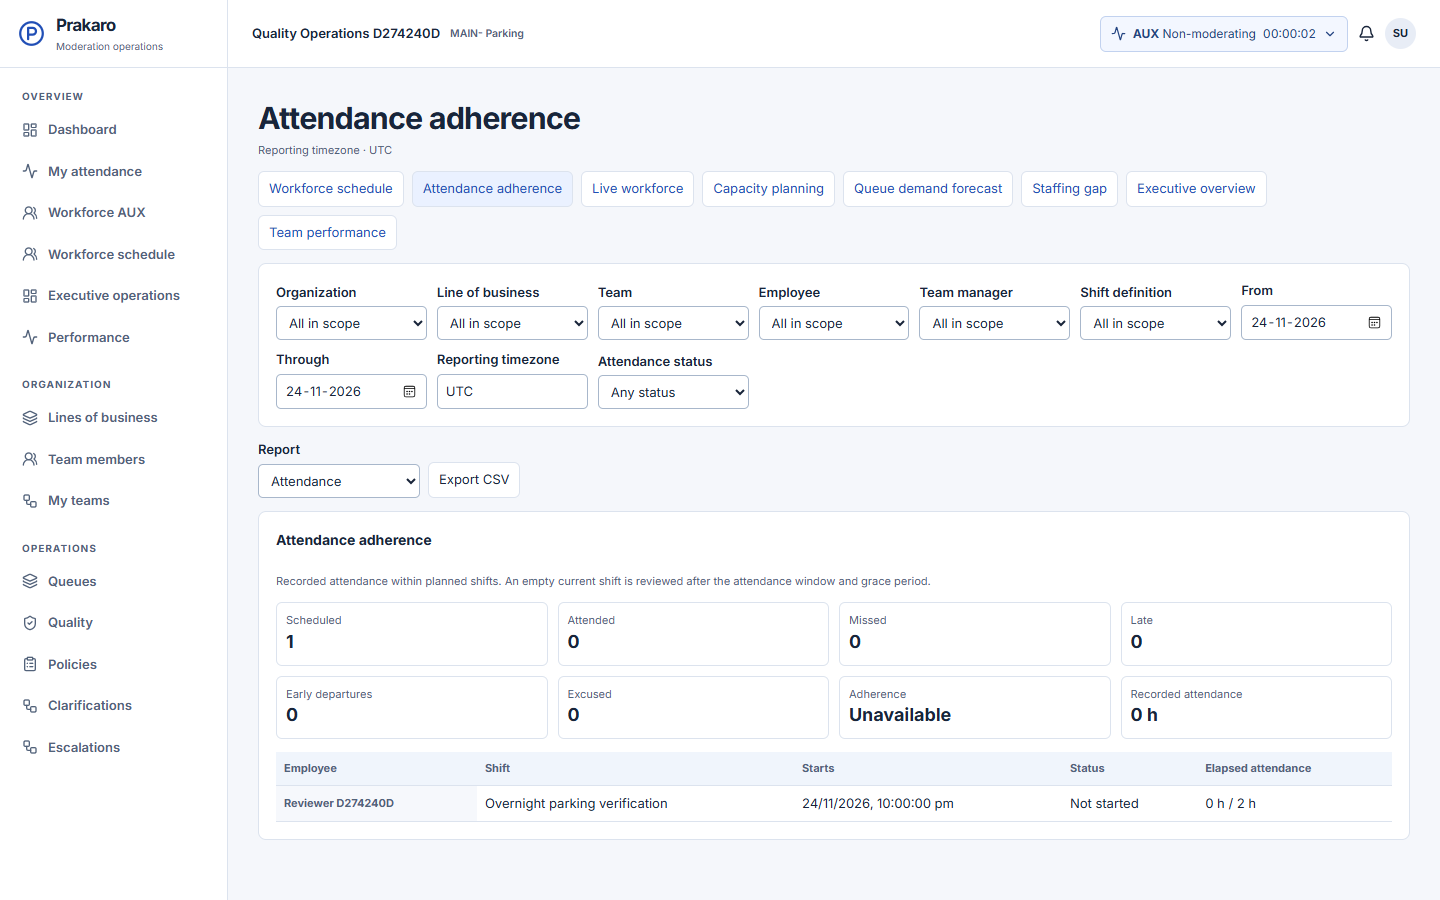 Prakaro
Moderation operations
Quality Operations D274240D MAIN- Parking
AUX Non-moderating 00:00:02
SU
OVERVIEW
Dashboard
My attendance
Workforce AUX
Workforce schedule
Executive operations
Performance
ORGANIZATION
Lines of business
Team members
My teams
OPERATIONS
Queues
Quality
Policies
Clarifications
Escalations
Attendance adherence
Reporting timezone · UTC
Workforce schedule
Attendance adherence
Live workforce
Capacity planning
Queue demand forecast
Staffing gap
Executive overview
Team performance
Organization
All in scope
Line of business
All in scope
Team
All in scope
Employee
All in scope
Team manager
All in scope
Shift definition
All in scope
From
24-11-2026
Through
24-11-2026
Reporting timezone
UTC
Attendance status
Any status
Report
Attendance
Export CSV
Attendance adherence
Recorded attendance within planned shifts. An empty current shift is reviewed after the attendance window and grace period.
Scheduled
1
Attended
0
Missed
0
Late
0
Early departures
0
Excused
0
Adherence
Unavailable
Recorded attendance
0 h
Employee Shift Starts Status Elapsed attendance
Reviewer D274240D Overnight parking verification 24/11/2026, 10:00:00 pm Not started 0 h / 2 h